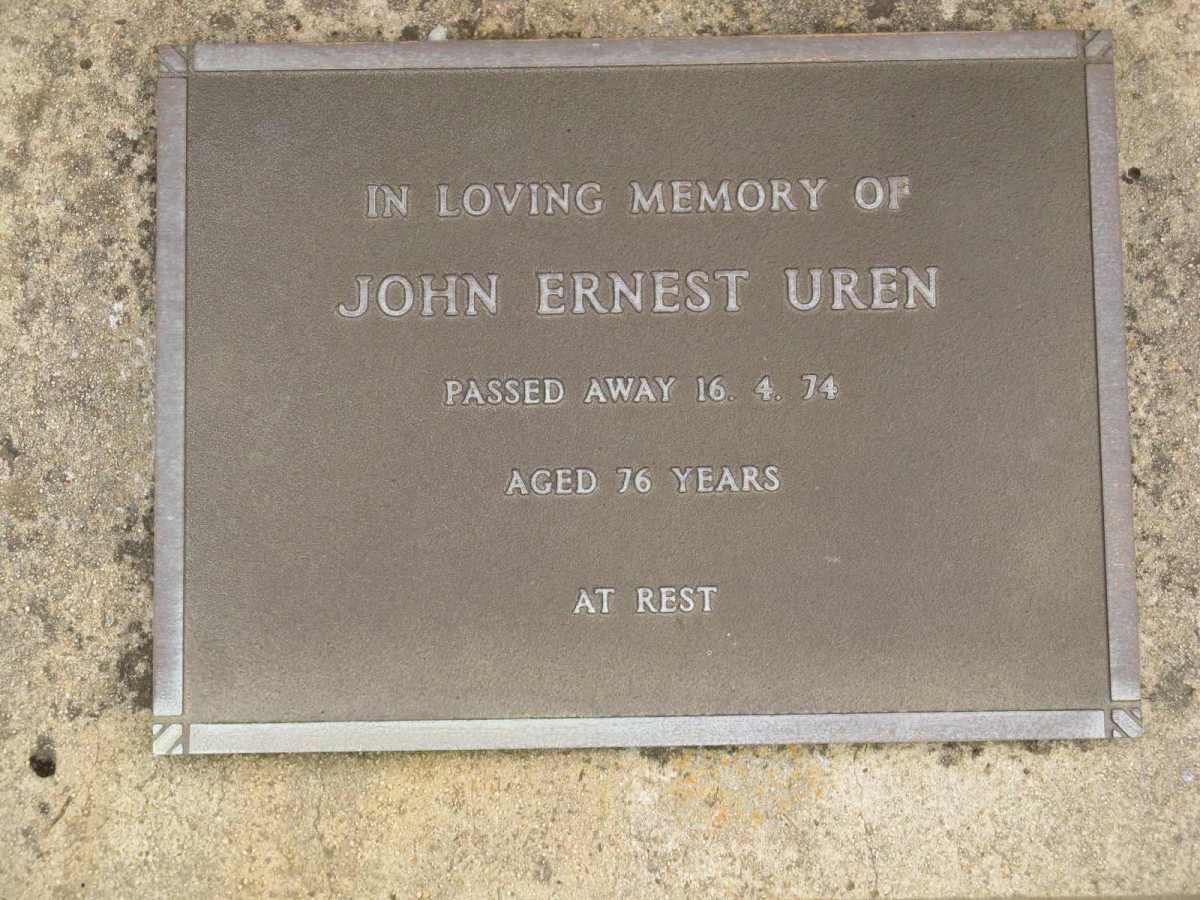 IN LOVING MEMORY OF
JOHN ERNEST UREN
PASSED AWAY 16. 4. 74
AGED 76 YEARS
AT REST